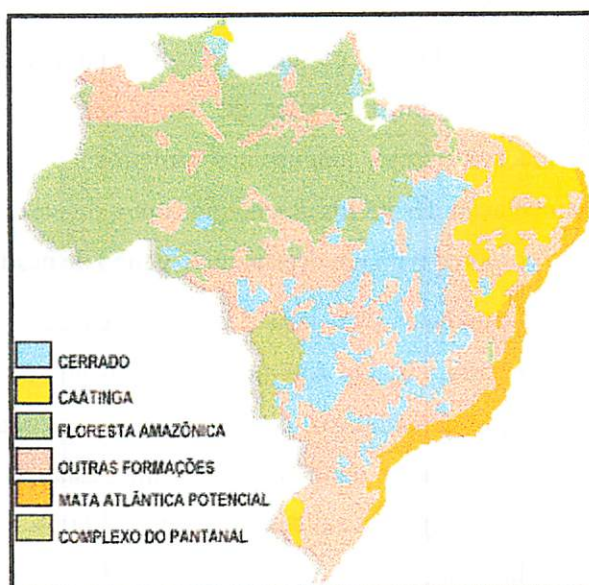 CERRADO
CAATINGA
FLORESTA AMAZÔNICA
OUTRAS FORMAÇÕES
MATA ATLÂNTICA POTENCIAL
COMPLEXO DO PANTANAL